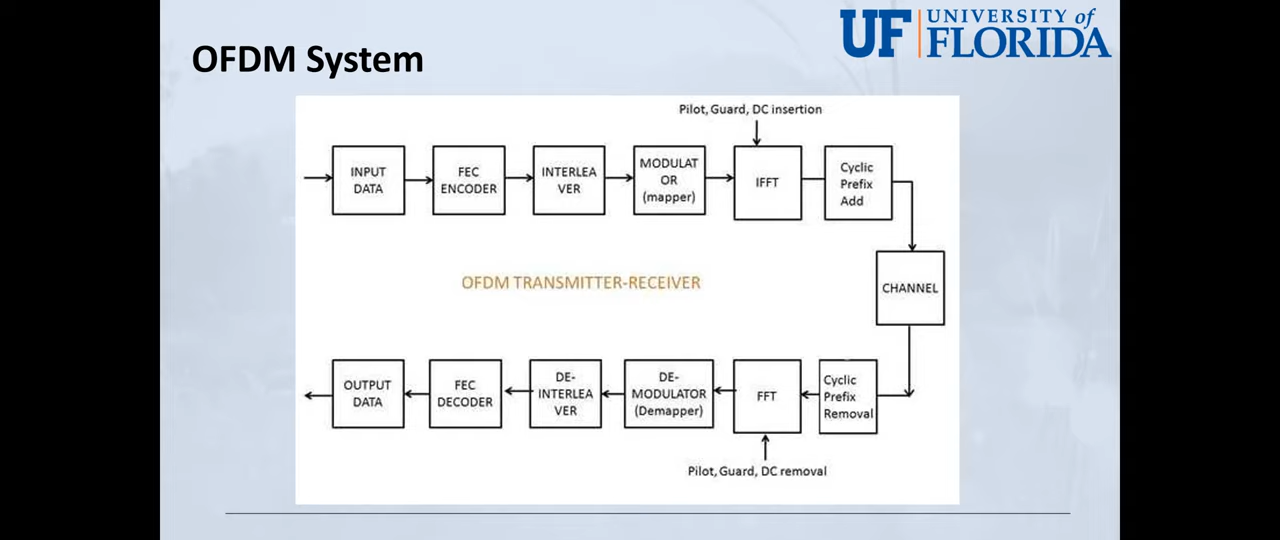 OFDM System
UF UNIVERSITY of
FLORIDA
Pilot, Guard, DC insertion
INPUT
DATA
FEC
ENCODER
INTERLEA
VER
MODULAT
OR
(mapper)
IFFT
Cyclic
Prefix
Add
OFDM TRANSMITTER-RECEIVER
CHANNEL
OUTPUT
DATA
FEC
DECODER
DE-
INTERLEA
VER
DE-
MODULATOR
(Demapper)
FFT
Cyclic
Prefix
Removal
Pilot, Guard, DC removal